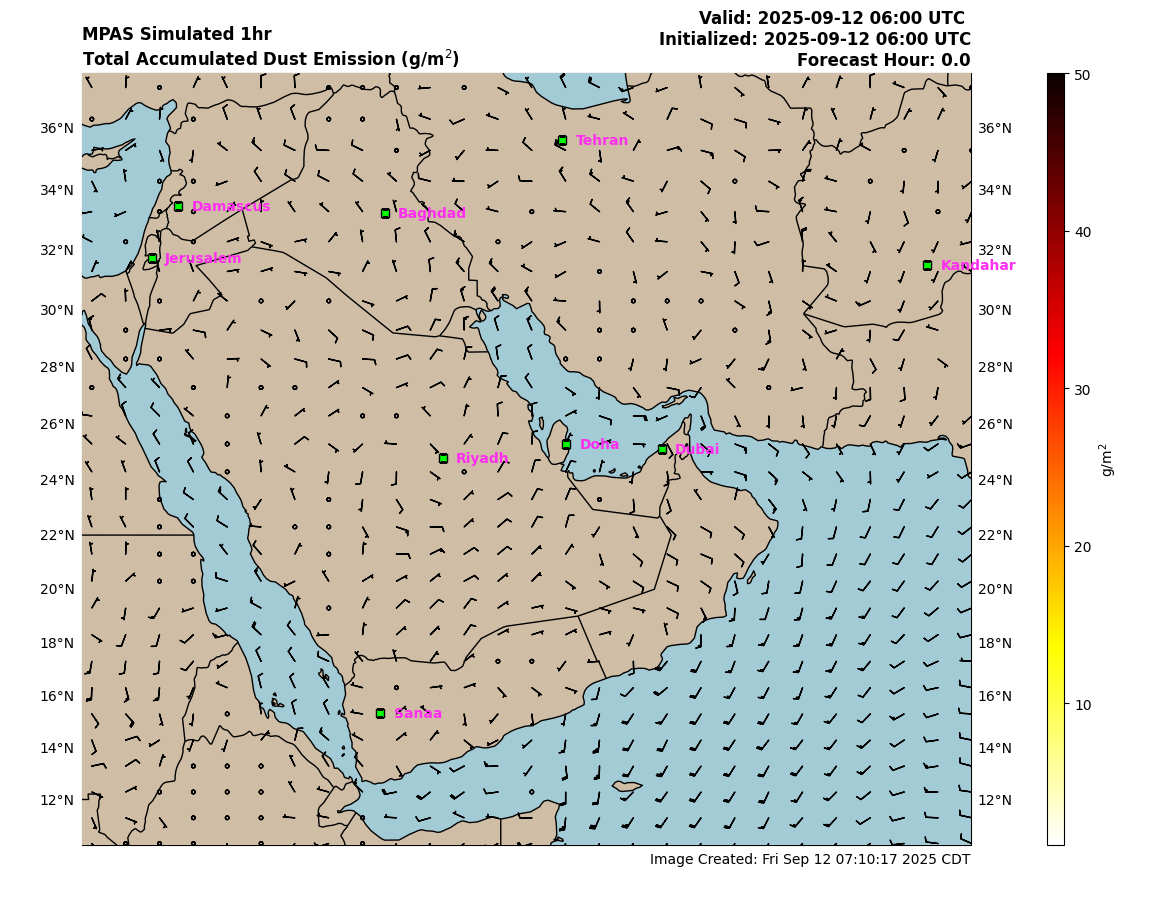 Valid: 2025-09-12 06:00 UTC
MPAS Simulated 1hr
Initialized: 2025-09-12 06:00 UTC
Total Accumulated Dust Emission (g/m²)
Forecast Hour: 0.0
50
36°N
36°N
Tehran
34°N
34°N
Damascus
Baghdad
40
32°N
32°N
Jerusalem
Kandahar
30°N
30°N
28°N
28°N
30
26°N
26°N
Doha
Dubai
Riyadh
g/m²
24°N
24°N
22°N
22°N
20
20°N
20°N
18°N
18°N
16°N
16°N
10
Sanaa
14°N
14°N
12°N
12°N
Image Created: Fri Sep 12 07:10:17 2025 CDT